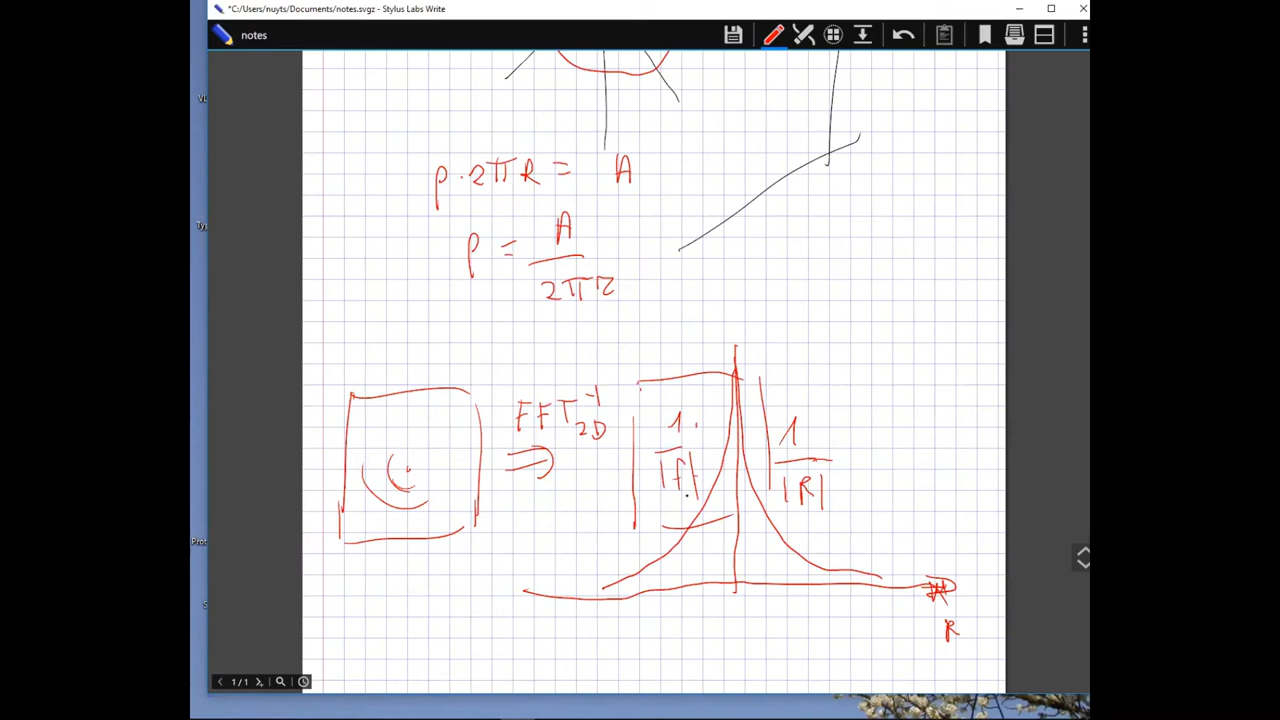 *C:/Users/nuyts/Documents/notes.svgz - Stylus Labs Write
notes
ρ · 2πR = A
ρ = A / 2πR
FFT⁻¹ 2D ⇒
1 / |f|
1 / |R|
R
1/1